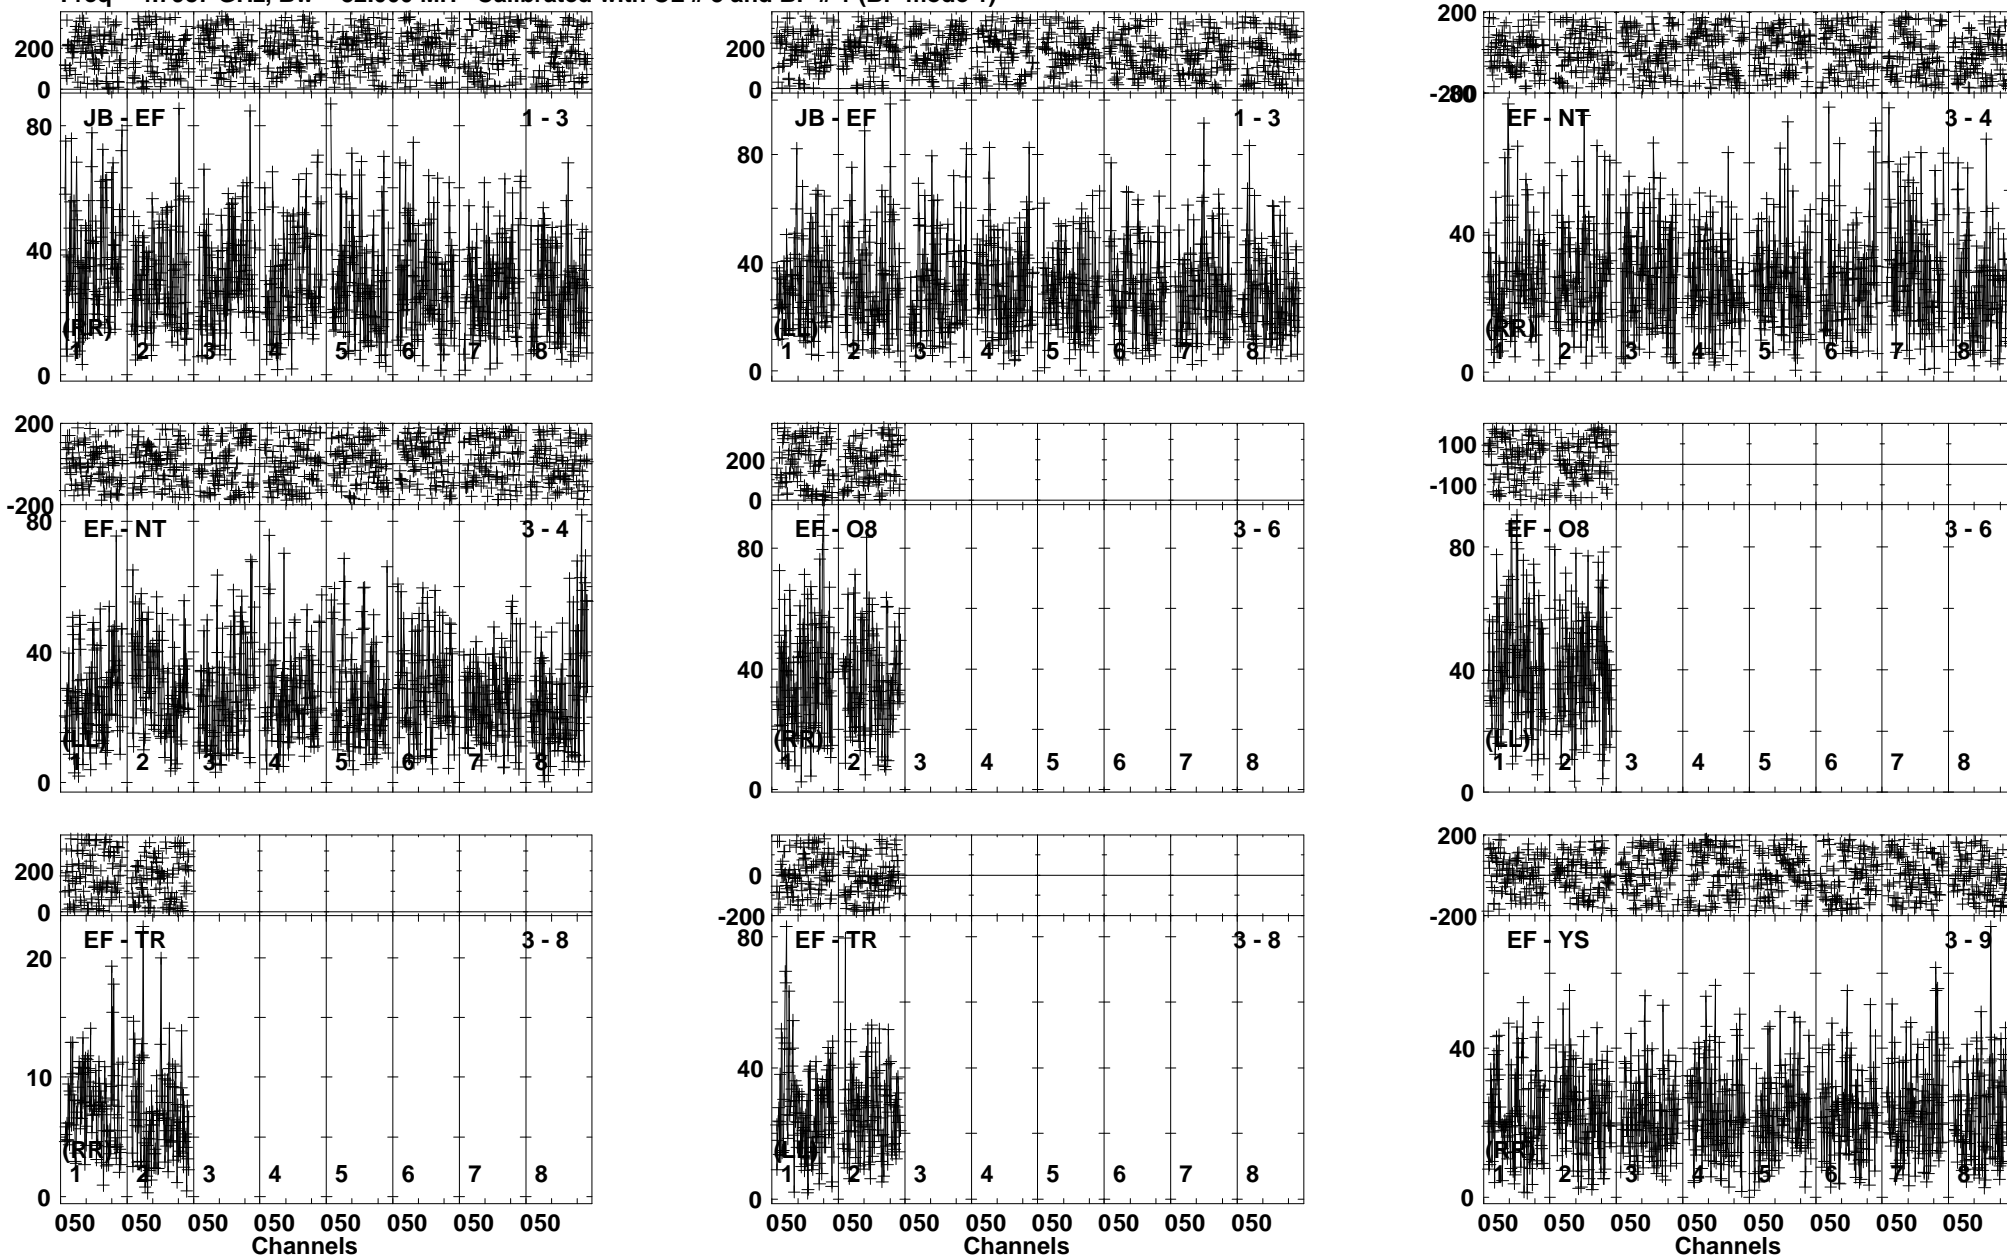 200 200 200
0 0 -200
80 JB - EF 1 - 3 JB - EF 1 - 3 80 EF - NT 3 - 4
80
40 40 40
(RR) (LL) (RR)
1 2 3 4 5 6 7 8 1 2 3 4 5 6 7 8 1 2 3 4 5 6 7 8
0 0 0
200 200 100
-200 0 -100
80 EF - NT 3 - 4 EF - O8 3 - 6 EF - O8 3 - 6
80 80
40 40 40
(LL) (RR) (LL)
1 2 3 4 5 6 7 8 1 2 3 4 5 6 7 8 1 2 3 4 5 6 7 8
0 0 0
200 0 200
0 -200 -200
20 EF - TR 3 - 8 80 EF - TR 3 - 8 EF - YS 3 - 9
10 40 40
(RR) (LL) (RR)
1 2 3 4 5 6 7 8 1 2 3 4 5 6 7 8 1 2 3 4 5 6 7 8
0 0 0
050 050 050 050 050 050 050 050 050 050 050 050 050 050 050 050 050 050 050 050 050 050 050 050
Channels Channels Channels